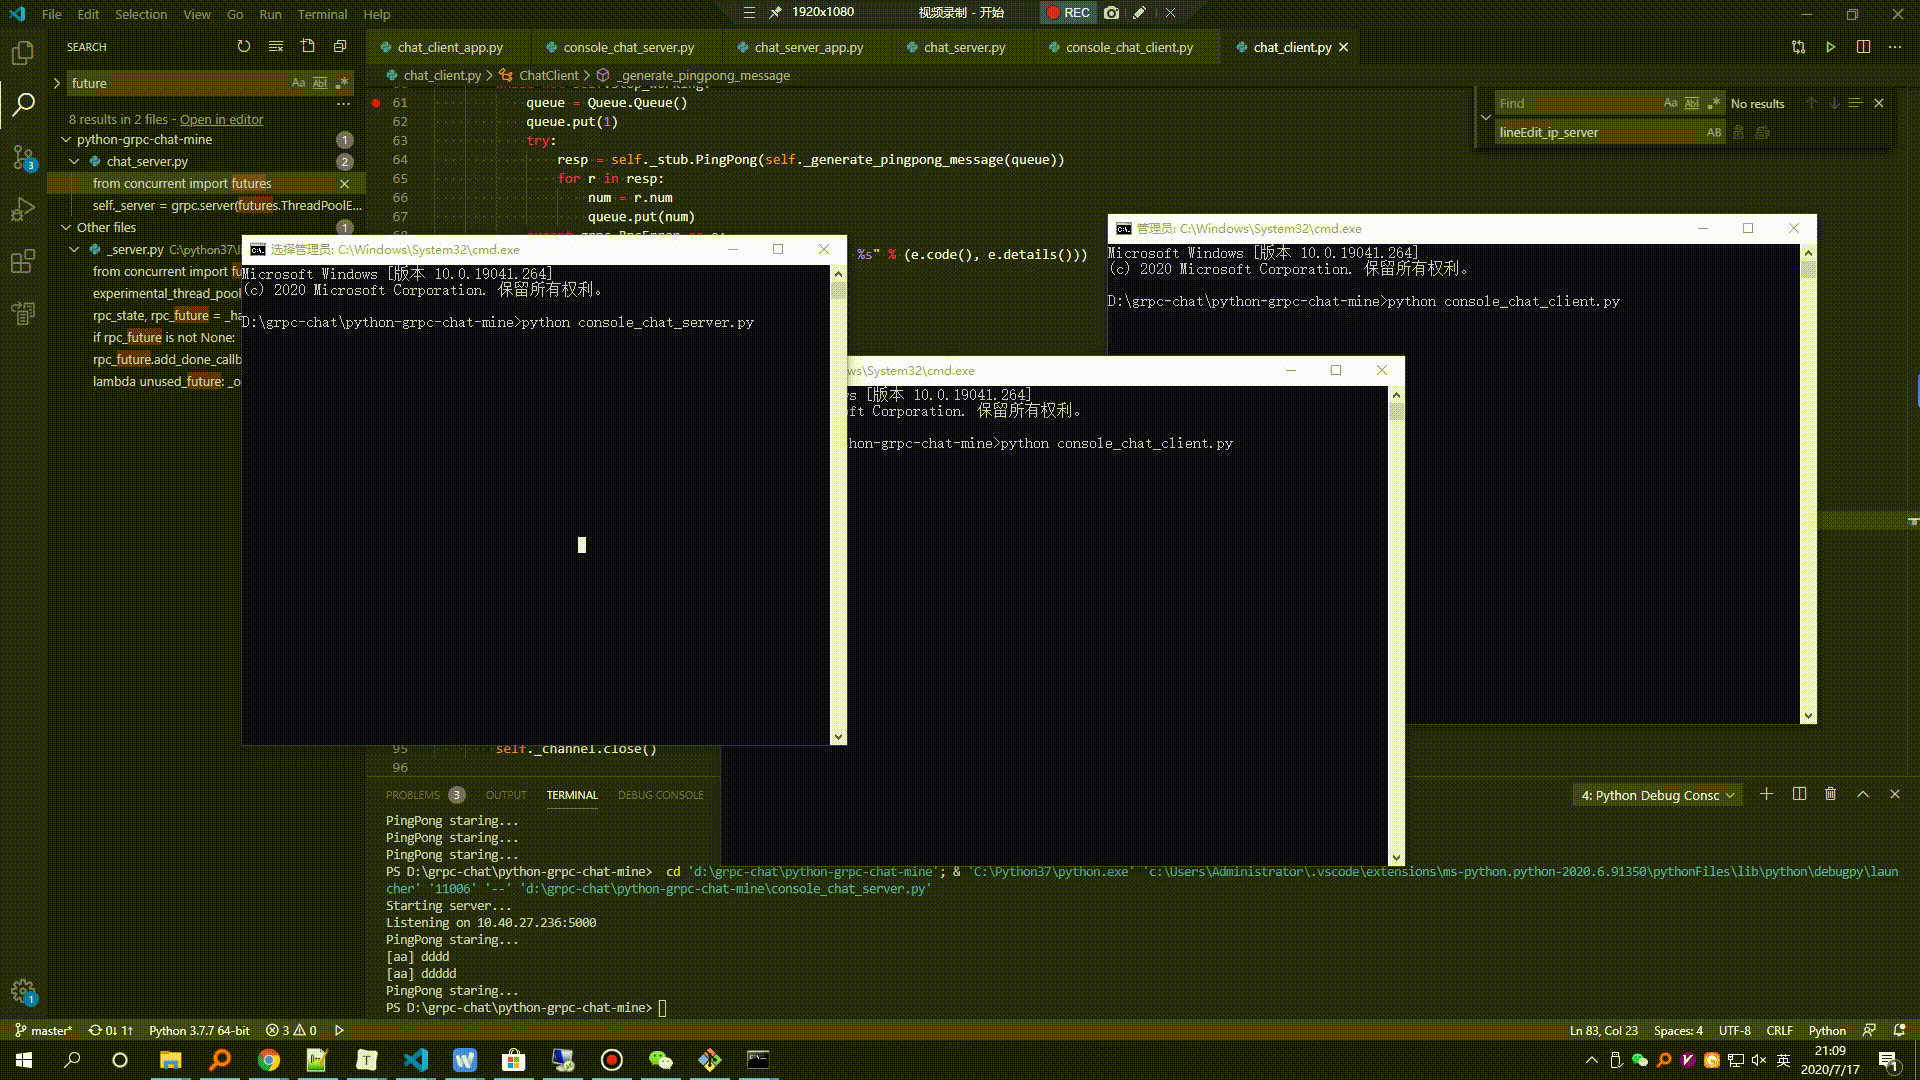 File Edit Selection View Go Run Terminal Help
1920x1080 视频录制 - 开始 REC
SEARCH
future
Aa Abl .*
8 results in 2 files - Open in editor
python-grpc-chat-mine 1
chat_server.py 2
from concurrent import futures
self._server = grpc.server(futures.ThreadPoolE...
Other files 1
_server.py C:\python37\
from concurrent import fu
experimental_thread_pool
rpc_state, rpc_future = _ha
if rpc_future is not None:
rpc_future.add_done_callb
lambda unused_future: _o
chat_client_app.py console_chat_server.py chat_server_app.py chat_server.py console_chat_client.py chat_client.py
chat_client.py > ChatClient > _generate_pingpong_message
61 queue = Queue.Queue()
62 queue.put(1)
63 try:
64 resp = self._stub.PingPong(self._generate_pingpong_message(queue))
65 for r in resp:
66 num = r.num
67 queue.put(num)
%s" % (e.code(), e.details()))
95 self._channel.close()
96
Find Aa Abl .* No results
lineEdit_ip_server AB
选择管理员: C:\Windows\System32\cmd.exe
Microsoft Windows [版本 10.0.19041.264]
(c) 2020 Microsoft Corporation. 保留所有权利。
D:\grpc-chat\python-grpc-chat-mine>python console_chat_server.py
ws\System32\cmd.exe
s [版本 10.0.19041.264]
ft Corporation. 保留所有权利。
hon-grpc-chat-mine>python console_chat_client.py
管理员: C:\Windows\System32\cmd.exe
Microsoft Windows [版本 10.0.19041.264]
(c) 2020 Microsoft Corporation. 保留所有权利。
D:\grpc-chat\python-grpc-chat-mine>python console_chat_client.py
PROBLEMS 3 OUTPUT TERMINAL DEBUG CONSOLE
4: Python Debug Consc
PingPong staring...
PingPong staring...
PingPong staring...
PS D:\grpc-chat\python-grpc-chat-mine> cd 'd:\grpc-chat\python-grpc-chat-mine'; & 'C:\Python37\python.exe' 'c:\Users\Administrator\.vscode\extensions\ms-python.python-2020.6.91350\pythonFiles\lib\python\debugpy\laun
cher' '11006' '--' 'd:\grpc-chat\python-grpc-chat-mine\console_chat_server.py'
Starting server...
Listening on 10.40.27.236:5000
PingPong staring...
[aa] dddd
[aa] ddddd
PingPong staring...
PS D:\grpc-chat\python-grpc-chat-mine>
3
1
master* 0↓ 1↑ Python 3.7.7 64-bit 3 0
Ln 83, Col 23 Spaces: 4 UTF-8 CRLF Python
英 21:09
2020/7/17
1